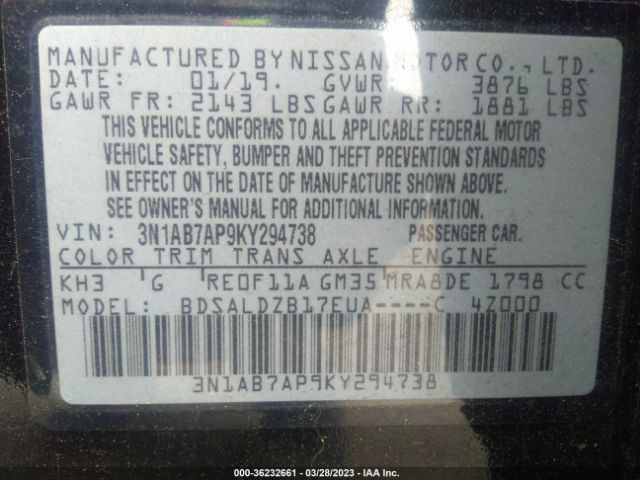 MANUFACTURED BY NISSAN MOTOR CO., LTD.
DATE: 01/19. GVWR 3876 LBS
GAWR FR: 2143 LBS GAWR RR: 1881 LBS
THIS VEHICLE CONFORMS TO ALL APPLICABLE FEDERAL MOTOR
VEHICLE SAFETY, BUMPER AND THEFT PREVENTION STANDARDS
IN EFFECT ON THE DATE OF MANUFACTURE SHOWN ABOVE.
SEE OWNER'S MANUAL FOR ADDITIONAL INFORMATION.
VIN: 3N1AB7AP9KY294738 PASSENGER CAR.
COLOR TRIM TRANS AXLE ENGINE
KH3 G RE0F11A GM35 MRA8DE 1798 CC
MODEL: BDSALDZB17EUA----C 4Z000
3N1AB7AP9KY294738
000-36232661 | 03/28/2023 | IAA Inc.